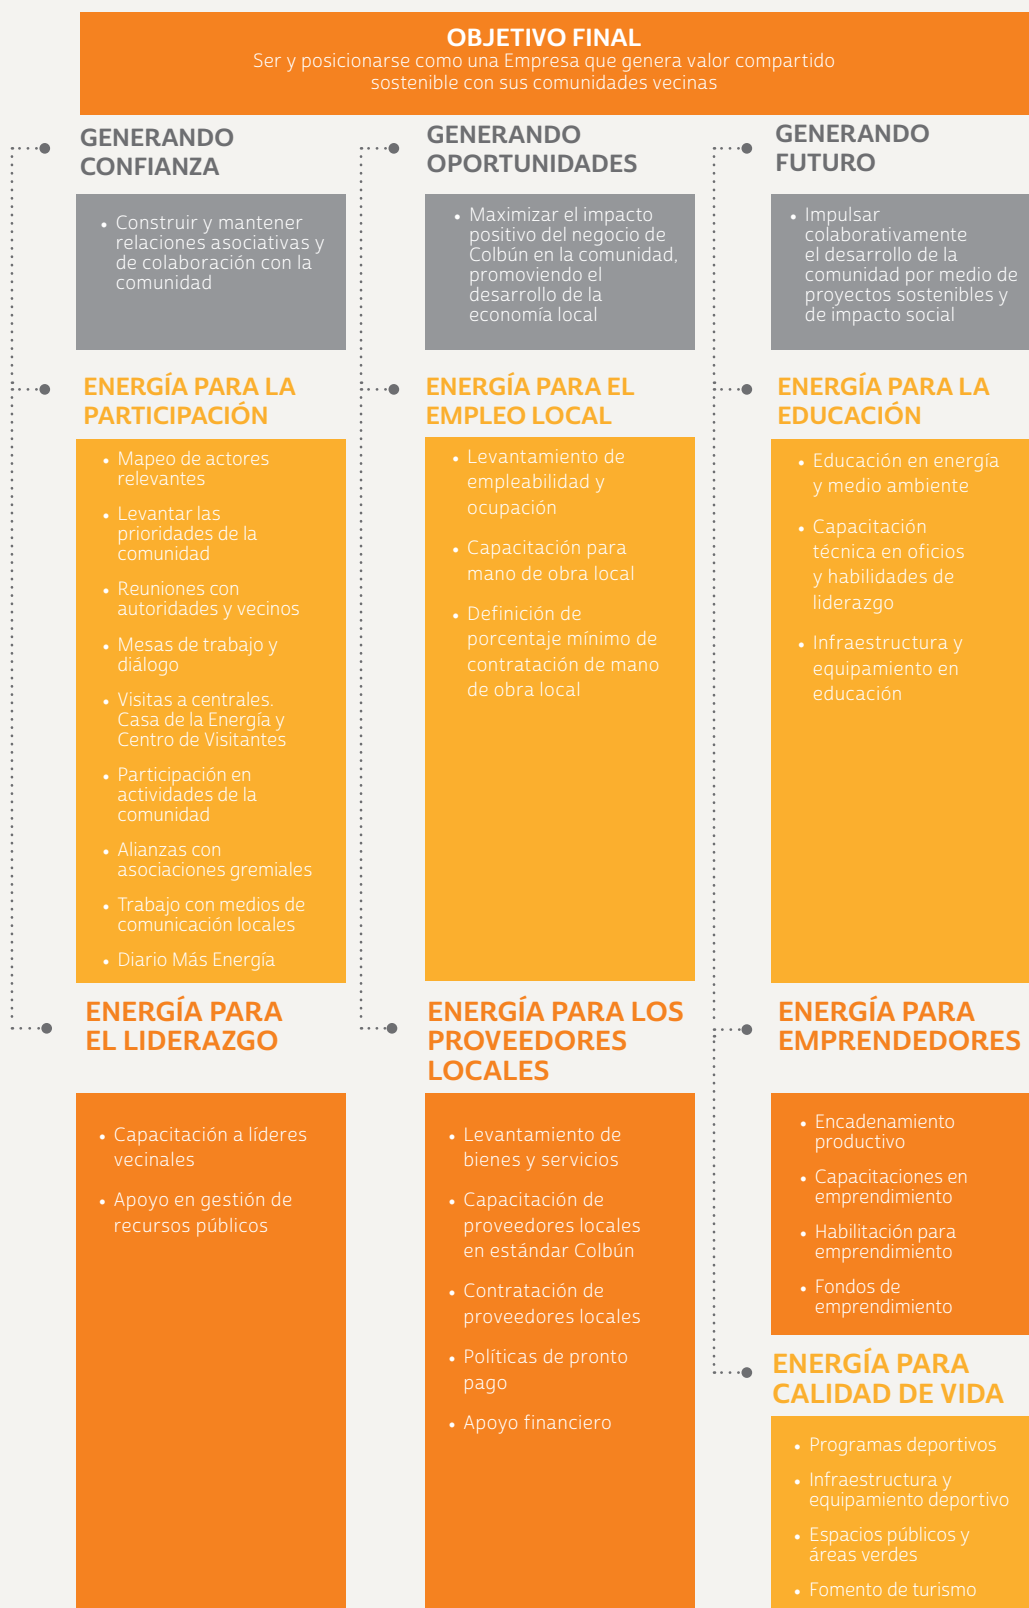 OBJETIVO FINAL
Ser y posicionarse como una Empresa que genera valor compartido
sostenible con sus comunidades vecinas
GENERANDO
CONFIANZA
• Construir y mantener
relaciones asociativas y
de colaboración con la
comunidad
ENERGÍA PARA LA
PARTICIPACIÓN
• Mapeo de actores
relevantes
• Levantar las
prioridades de la
comunidad
• Reuniones con
autoridades y vecinos
• Mesas de trabajo y
diálogo
• Visitas a centrales.
Casa de la Energía y
Centro de Visitantes
• Participación en
actividades de la
comunidad
• Alianzas con
asociaciones gremiales
• Trabajo con medios de
comunicación locales
• Diario Más Energía
ENERGÍA PARA
EL LIDERAZGO
• Capacitación a líderes
vecinales
• Apoyo en gestión de
recursos públicos
GENERANDO
OPORTUNIDADES
• Maximizar el impacto
positivo del negocio de
Colbún en la comunidad,
promoviendo el
desarrollo de la
economía local
ENERGÍA PARA EL
EMPLEO LOCAL
• Levantamiento de
empleabilidad y
ocupación
• Capacitación para
mano de obra local
• Definición de
porcentaje mínimo de
contratación de mano
de obra local
ENERGÍA PARA LOS
PROVEEDORES
LOCALES
• Levantamiento de
bienes y servicios
• Capacitación de
proveedores locales
en estándar Colbún
• Contratación de
proveedores locales
• Políticas de pronto
pago
• Apoyo financiero
GENERANDO
FUTURO
• Impulsar
colaborativamente
el desarrollo de la
comunidad por medio de
proyectos sostenibles y
de impacto social
ENERGÍA PARA LA
EDUCACIÓN
• Educación en energía
y medio ambiente
• Capacitación
técnica en oficios
y habilidades de
liderazgo
• Infraestructura y
equipamiento en
educación
ENERGÍA PARA
EMPRENDEDORES
• Encadenamiento
productivo
• Capacitaciones en
emprendimiento
• Habilitación para
emprendimiento
• Fondos de
emprendimiento
ENERGÍA PARA
CALIDAD DE VIDA
• Programas deportivos
• Infraestructura y
equipamiento deportivo
• Espacios públicos y
áreas verdes
• Fomento de turismo